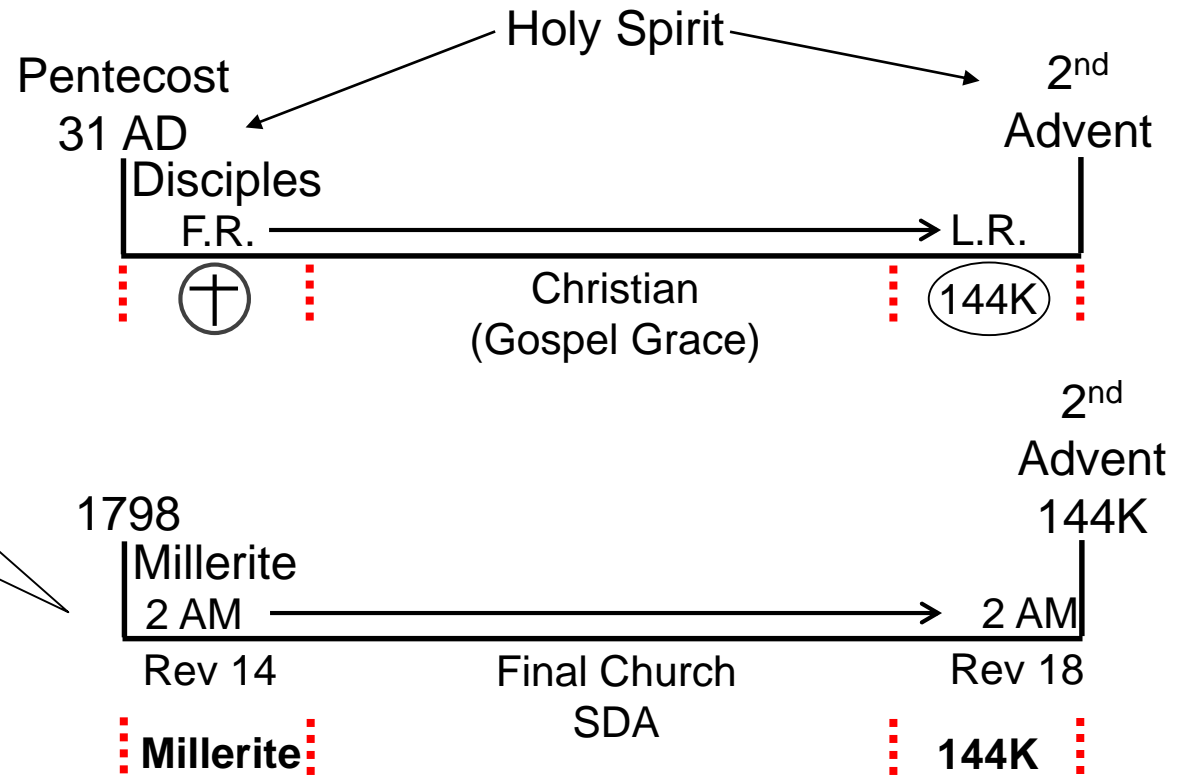 Holy Spirit
Pentecost
31 AD
2nd
Advent
Disciples
F.R.
L.R.
Christian
(Gospel Grace)
144K
2nd
Advent
144K
1798
Millerite
2 AM
2 AM
Rev 14
Final Church
SDA
Rev 18
Millerite
144K